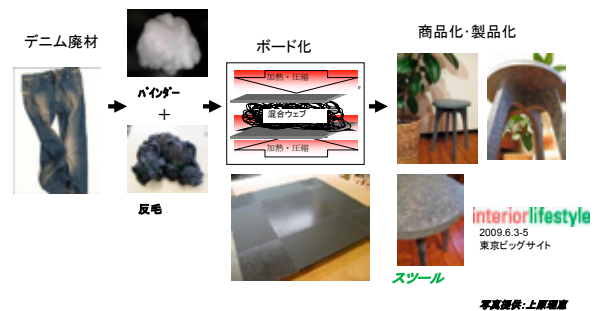 デニム廃材
バインダー
+
反毛
ボード化
加熱・圧縮
混合ウェブ
加熱・圧縮
商品化・製品化
スツール
interiorlifestyle
2009.6.3-5
東京ビッグサイト
写真提供:上原理恵